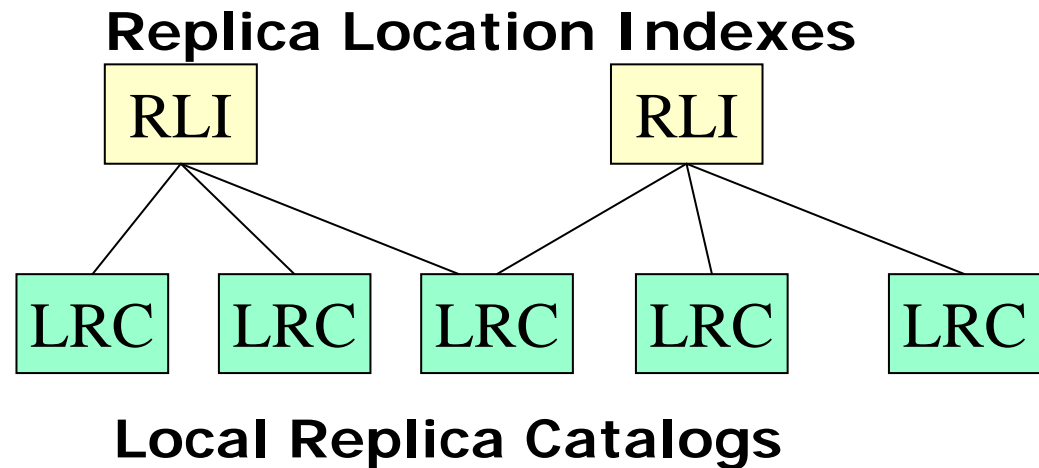 Replica Location Indexes
RLI RLI
LRC LRC LRC LRC LRC
Local Replica Catalogs